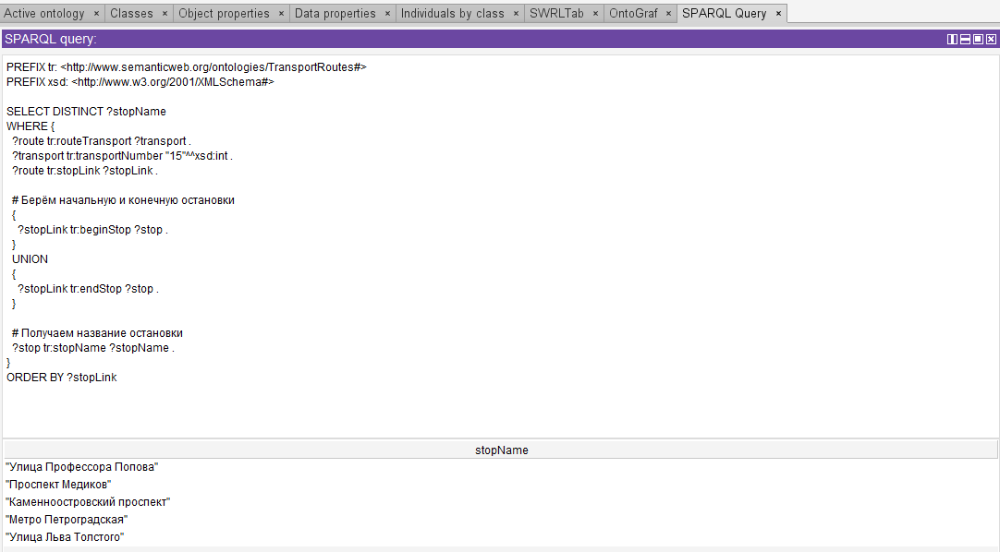 Active ontology × Classes × Object properties × Data properties × Individuals by class × SWRLTab × OntoGraf × SPARQL Query ×
SPARQL query:
PREFIX tr: <http://www.semanticweb.org/ontologies/TransportRoutes#>
PREFIX xsd: <http://www.w3.org/2001/XMLSchema#>
SELECT DISTINCT ?stopName
WHERE {
?route tr:routeTransport ?transport .
?transport tr:transportNumber "15"^^xsd:int .
?route tr:stopLink ?stopLink .
# Берём начальную и конечную остановки
{
?stopLink tr:beginStop ?stop .
}
UNION
{
?stopLink tr:endStop ?stop .
}
# Получаем название остановки
?stop tr:stopName ?stopName .
}
ORDER BY ?stopLink
stopName
"Улица Профессора Попова"
"Проспект Медиков"
"Каменноостровский проспект"
"Метро Петроградская"
"Улица Льва Толстого"